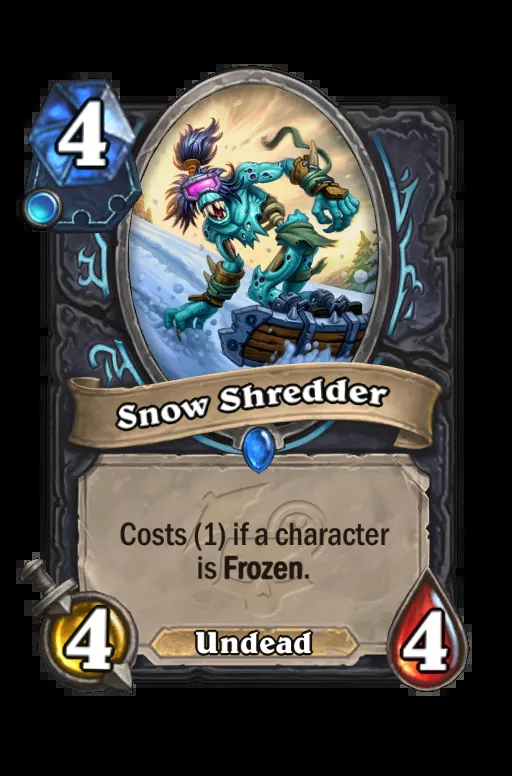 4
Snow Shredder
Costs (1) if a character
is Frozen.
4
Undead
4